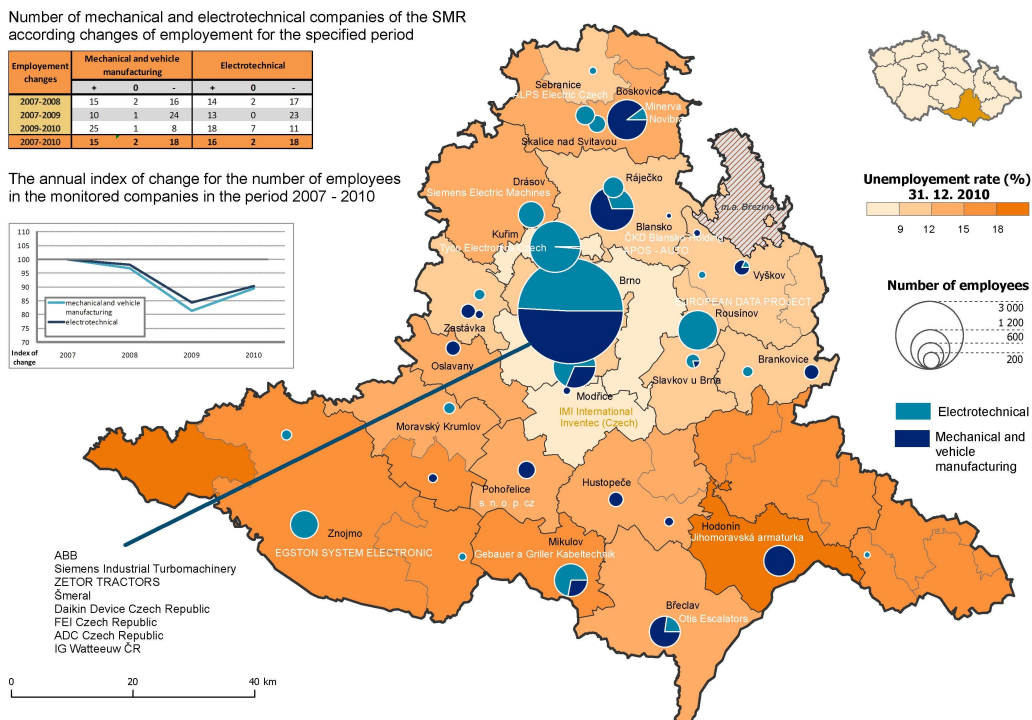 Number of mechanical and electrotechnical companies of the SMR
according changes of employement for the specified period
Employement changes | Mechanical and vehicle manufacturing | Electrotechnical
+ 0 - + 0 -
2007-2008 15 2 16 14 2 17
2007-2009 10 1 24 13 0 23
2009-2010 25 1 8 18 7 11
2007-2010 15 2 18 16 2 18
The annual index of change for the number of employees
in the monitored companies in the period 2007 - 2010
110
100
95
90
85
80
75
70
mechanical and vehicle
manufacturing
electrotechnical
Index of
change
2007 2008 2009 2010
Sebranice
ALPS Electric Czech
Boskovice
Minerva
Novibra
Skalice nad Svitavou
Drásov
Siemens Electric Machines
Ráječko
Blansko
ČKD Blansko Holding
APOS - AUTO
m.a. Březina
Kuřim
Tyco Electronics Czech
Brno
Vyškov
EUROPEAN DATA PROJECT
Rousínov
Zastávka
Oslavany
Slavkov u Brna
Brankovice
Modřice
IMI International
Inventec (Czech)
Moravský Krumlov
Pohořelice
s. n. o. p. cz
Hustopeče
Znojmo
EGSTON SYSTEM ELECTRONIC
Mikulov
Gebauer a Griller Kabeltechnik
Hodonín
Jihomoravská armaturka
Břeclav
Otis Escalators
ABB
Siemens Industrial Turbomachinery
ZETOR TRACTORS
Šmeral
Daikin Device Czech Republic
FEI Czech Republic
ADC Czech Republic
IG Watteeuw ČR
0 20 40 km
Unemployement rate (%)
31. 12. 2010
9 12 15 18
Number of employees
3 000
1 200
600
200
Electrotechnical
Mechanical and
vehicle
manufacturing